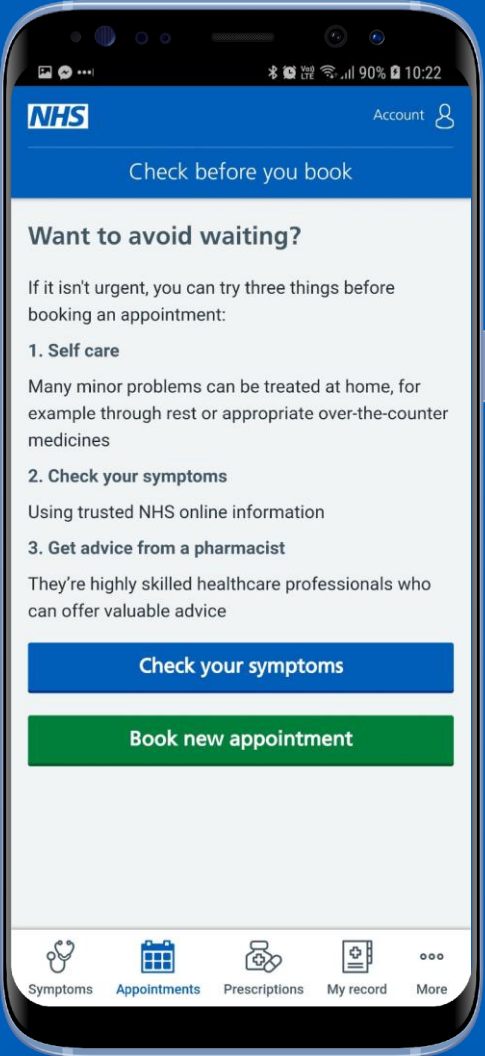 Vo))
LTE 90% 10:22
NHS
Account
Check before you book
Want to avoid waiting?
If it isn't urgent, you can try three things before
booking an appointment:
1. Self care
Many minor problems can be treated at home, for
example through rest or appropriate over-the-counter
medicines
2. Check your symptoms
Using trusted NHS online information
3. Get advice from a pharmacist
They're highly skilled healthcare professionals who
can offer valuable advice
Check your symptoms
Book new appointment
Symptoms Appointments Prescriptions My record More